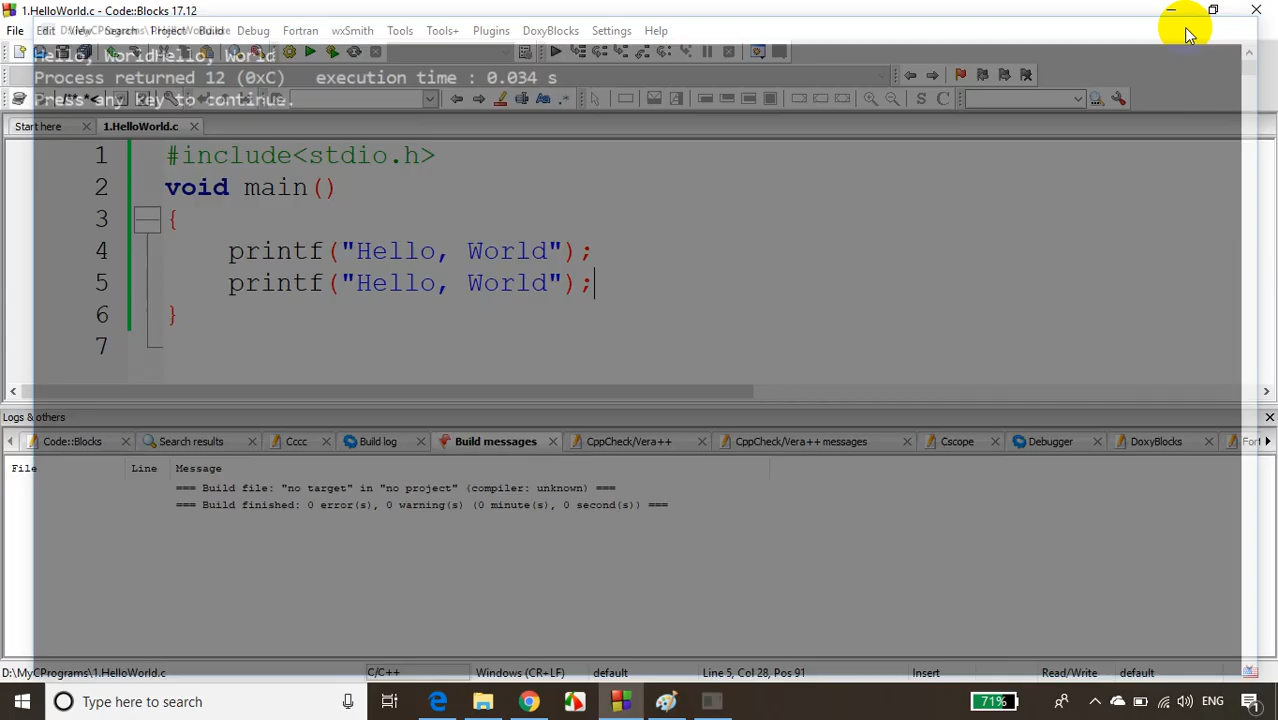 1.HelloWorld.c - Code::Blocks 17.12
File Edit View Search Project Build Debug Fortran wxSmith Tools Tools+ Plugins DoxyBlocks Settings Help
Hello, WorldHello, World
Process returned 12 (0xC)   execution time : 0.034 s
Press any key to continue.
Start here 1.HelloWorld.c
1 #include<stdio.h>
2 void main()
3 {
4 printf("Hello, World");
5 printf("Hello, World");
6 }
7
Logs & others
Code::Blocks Search results Cccc Build log Build messages CppCheck/Vera++ CppCheck/Vera++ messages Cscope Debugger DoxyBlocks For
File Line Message
=== Build file: "no target" in "no project" (compiler: unknown) ===
=== Build finished: 0 error(s), 0 warning(s) (0 minute(s), 0 second(s)) ===
D:\MyCPrograms\1.HelloWorld.c C/C++ Windows (CR+LF) default Line 5, Col 28, Pos 91 Insert Read/Write default
Type here to search 71% ENG 1